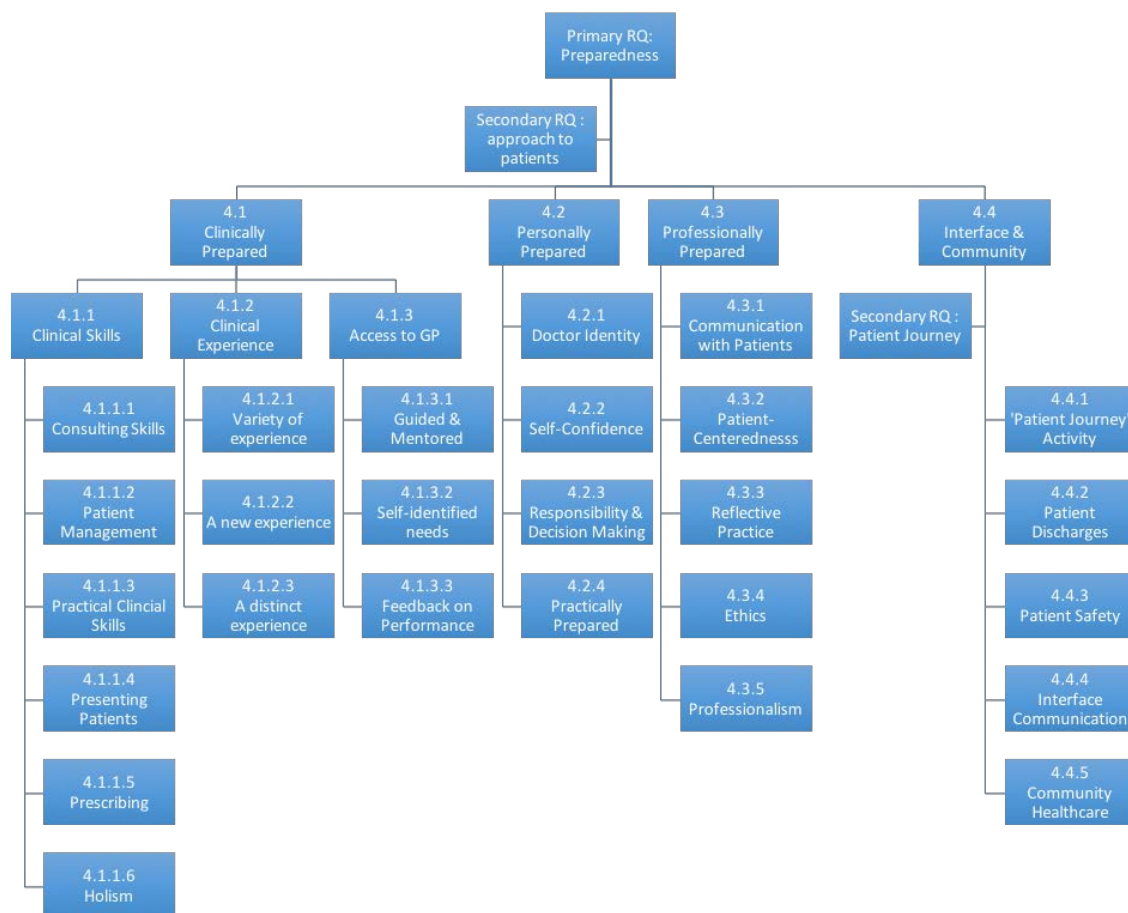 Primary RQ:
Preparedness
Secondary RQ :
approach to
patients
4.1
Clinically
Prepared
4.2
Personally
Prepared
4.3
Professionally
Prepared
4.4
Interface &
Community
4.1.1
Clinical Skills
4.1.2
Clinical
Experience
4.1.3
Access to GP
4.2.1
Doctor Identity
4.3.1
Communication
with Patients
Secondary RQ :
Patient Journey
4.1.1.1
Consulting Skills
4.1.2.1
Variety of
experience
4.1.3.1
Guided &
Mentored
4.2.2
Self-Confidence
4.3.2
Patient-
Centerednesss
4.4.1
'Patient Journey'
Activity
4.1.1.2
Patient
Management
4.1.2.2
A new experience
4.1.3.2
Self-identified
needs
4.2.3
Responsibility &
Decision Making
4.3.3
Reflective
Practice
4.4.2
Patient
Discharges
4.1.1.3
Practical Clincial
Skills
4.1.2.3
A distinct
experience
4.1.3.3
Feedback on
Performance
4.2.4
Practically
Prepared
4.3.4
Ethics
4.4.3
Patient Safety
4.1.1.4
Presenting
Patients
4.3.5
Professionalism
4.4.4
Interface
Communication
4.1.1.5
Prescribing
4.4.5
Community
Healthcare
4.1.1.6
Holism